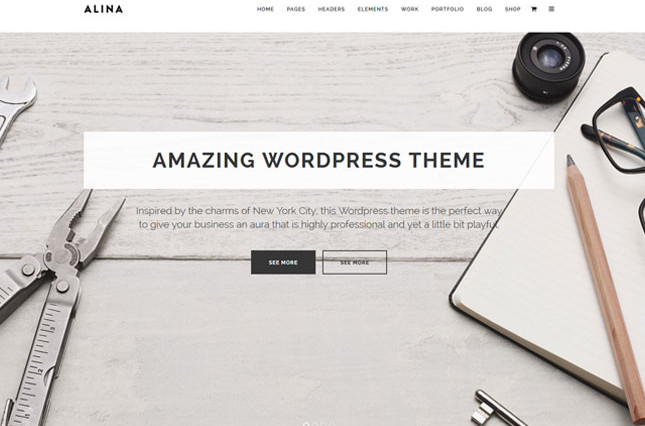 ALINA
HOME PAGES HEADERS ELEMENTS WORK PORTFOLIO BLOG SHOP
AMAZING WORDPRESS THEME
Inspired by the charms of New York City, this Wordpress theme is the perfect way
to give your business an aura that is highly professional and yet a little bit playful.
SEE MORE SEE MORE